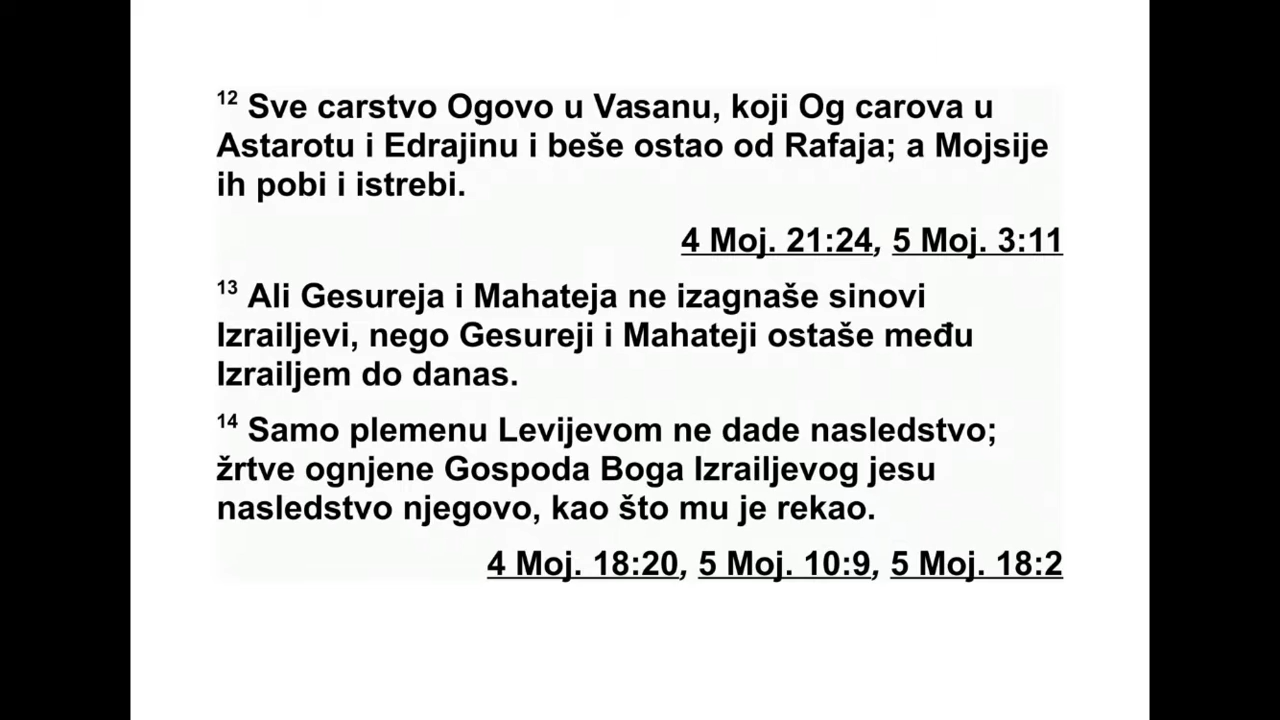 12 Sve carstvo Ogovo u Vasanu, koji Og carova u
Astarotu i Edrajinu i beše ostao od Rafaja; a Mojsije
ih pobi i istrebi.
4 Moj. 21:24, 5 Moj. 3:11
13 Ali Gesureja i Mahateja ne izagnaše sinovi
Izrailjevi, nego Gesureji i Mahateji ostaše među
Izrailjem do danas.
14 Samo plemenu Levijevom ne dade nasledstvo;
žrtve ognjene Gospoda Boga Izrailjevog jesu
nasledstvo njegovo, kao što mu je rekao.
4 Moj. 18:20, 5 Moj. 10:9, 5 Moj. 18:2